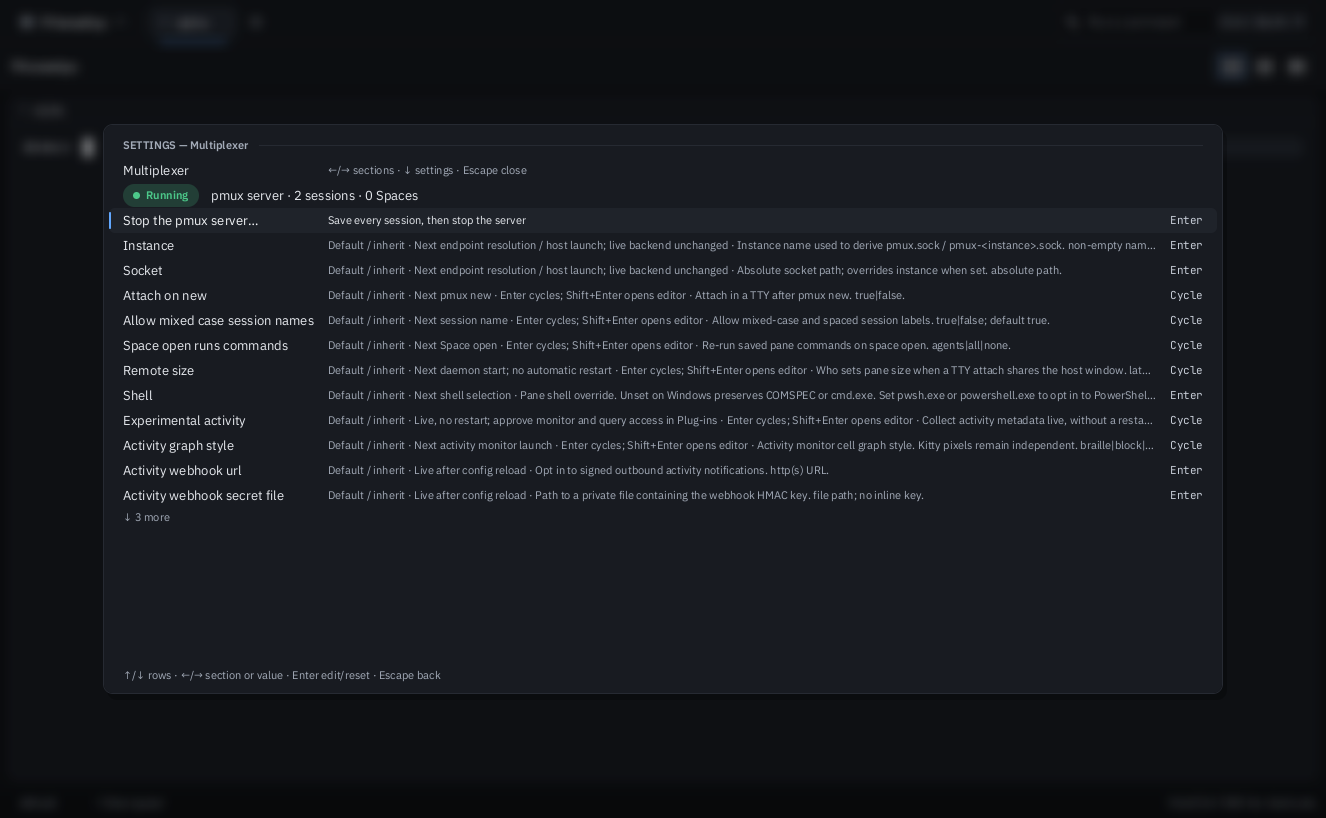 SETTINGS — Multiplexer
Multiplexer ←/→ sections · ↓ settings · Escape close
Running pmux server · 2 sessions · 0 Spaces
Stop the pmux server... Save every session, then stop the server Enter
Instance Default / inherit · Next endpoint resolution / host launch; live backend unchanged · Instance name used to derive pmux.sock / pmux-<instance>.sock. non-empty nam... Enter
Socket Default / inherit · Next endpoint resolution / host launch; live backend unchanged · Absolute socket path; overrides instance when set. absolute path. Enter
Attach on new Default / inherit · Next pmux new · Enter cycles; Shift+Enter opens editor · Attach in a TTY after pmux new. true|false. Cycle
Allow mixed case session names Default / inherit · Next session name · Enter cycles; Shift+Enter opens editor · Allow mixed-case and spaced session labels. true|false; default true. Cycle
Space open runs commands Default / inherit · Next Space open · Enter cycles; Shift+Enter opens editor · Re-run saved pane commands on space open. agents|all|none. Cycle
Remote size Default / inherit · Next daemon start; no automatic restart · Enter cycles; Shift+Enter opens editor · Who sets pane size when a TTY attach shares the host window. lat... Cycle
Shell Default / inherit · Next shell selection · Pane shell override. Unset on Windows preserves COMSPEC or cmd.exe. Set pwsh.exe or powershell.exe to opt in to PowerShel... Enter
Experimental activity Default / inherit · Live, no restart; approve monitor and query access in Plug-ins · Enter cycles; Shift+Enter opens editor · Collect activity metadata live, without a resta... Cycle
Activity graph style Default / inherit · Next activity monitor launch · Enter cycles; Shift+Enter opens editor · Activity monitor cell graph style. Kitty pixels remain independent. braille|block|... Cycle
Activity webhook url Default / inherit · Live after config reload · Opt in to signed outbound activity notifications. http(s) URL. Enter
Activity webhook secret file Default / inherit · Live after config reload · Path to a private file containing the webhook HMAC key. file path; no inline key. Enter
↓ 3 more
↑/↓ rows · ←/→ section or value · Enter edit/reset · Escape back